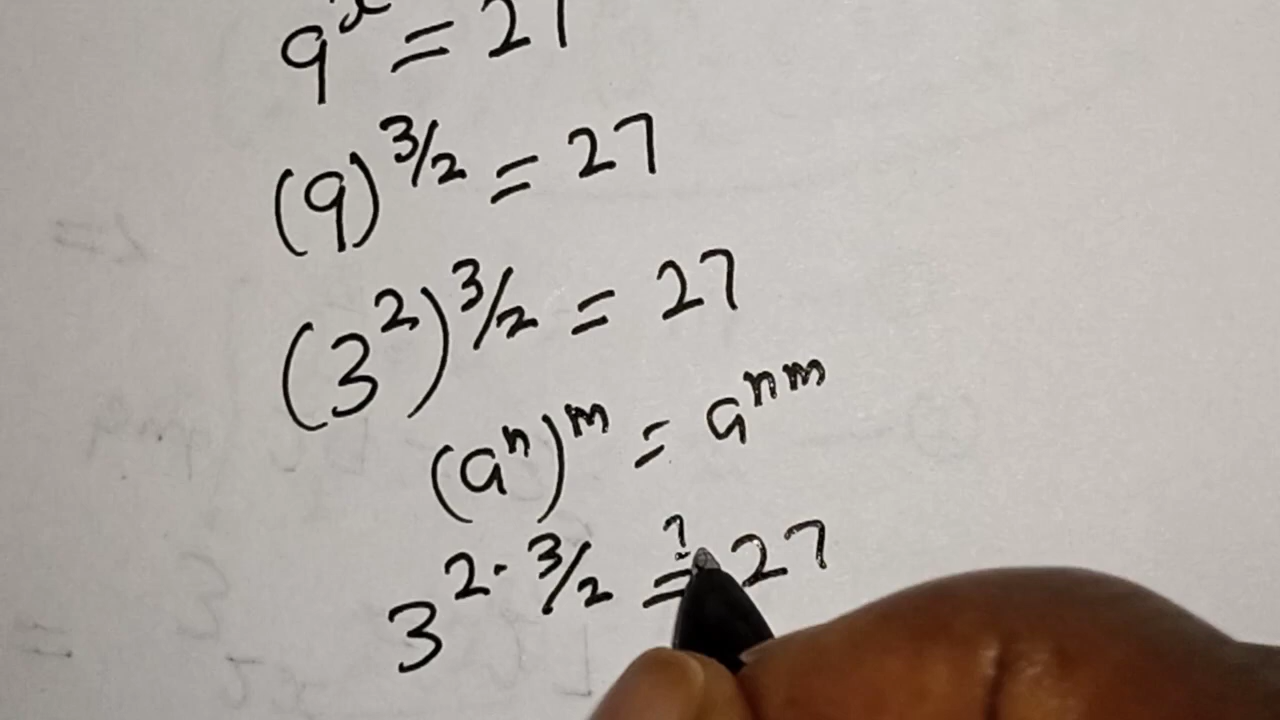 9^x = 27
(9)^3/2 = 27
(3^2)^3/2 = 27
(a^n)^m = a^nm
3^2·3/2 ?= 27